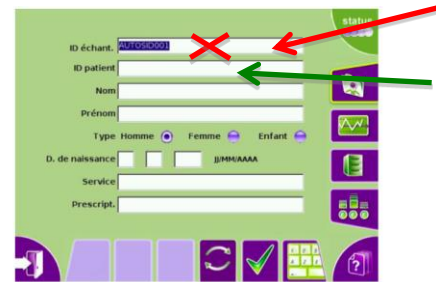 status
ID échant. AUTOSID001
ID patient
Nom
Prénom
Type Homme Femme Enfant
D. de naissance JJ/MM/AAAA
Service
Prescript.